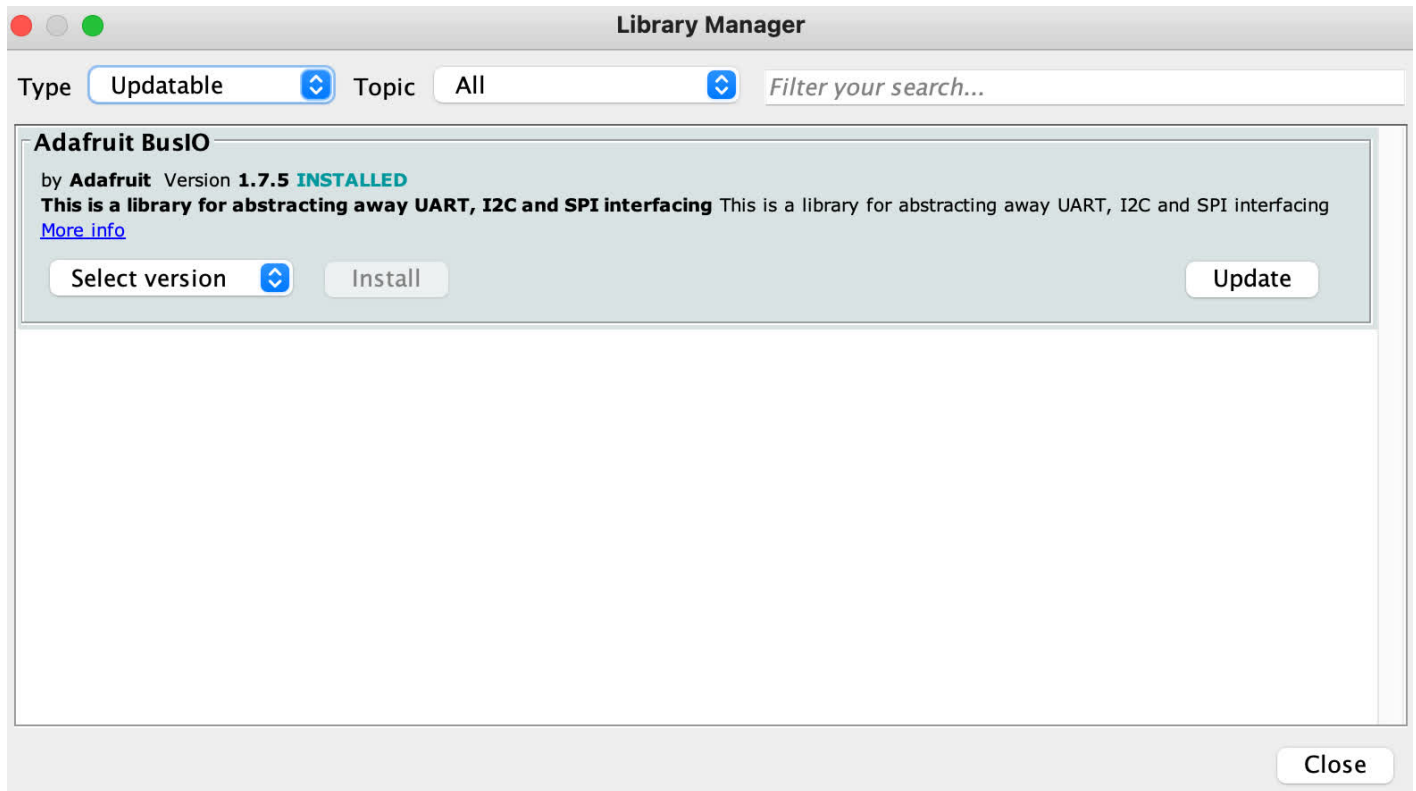 Library Manager
Type Updatable Topic All Filter your search...
Adafruit BusIO
by Adafruit Version 1.7.5 INSTALLED
This is a library for abstracting away UART, I2C and SPI interfacing This is a library for abstracting away UART, I2C and SPI interfacing
More info
Select version Install Update
Close